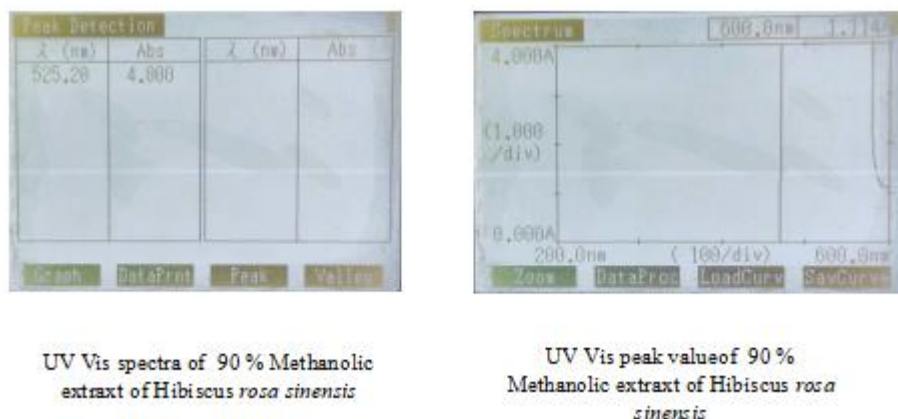 Peak Detection
λ (nm) Abs λ (nm) Abs
525.20 4.000
Graph DataPrnt Peak Valley
Spectrum 600.0nm
4.000A
(1.000
/div)
0.000A
200.0nm ( 100/div) 600.0nm
Zoom DataProc LoadCurv SavCurve
UV Vis spectra of 90 % Methanolic
extraxt of Hibiscus rosa sinensis
UV Vis peak valueof 90 %
Methanolic extraxt of Hibiscus rosa
sinensis